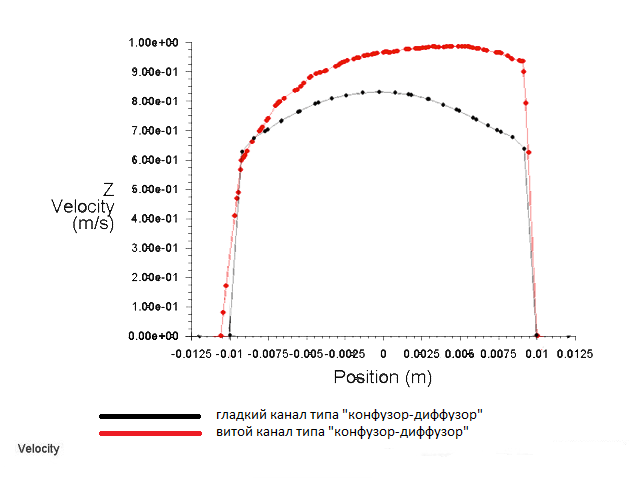 1.00e+00
9.00e-01
8.00e-01
7.00e-01
6.00e-01
5.00e-01
4.00e-01
3.00e-01
2.00e-01
1.00e-01
0.00e+00
Z
Velocity
(m/s)
-0.0125 -0.01 -0.0075 -0.005 -0.0025 0 0.0025 0.005 0.0075 0.01 0.0125
Position (m)
гладкий канал типа "конфузор-диффузор"
витой канал типа "конфузор-диффузор"
Velocity